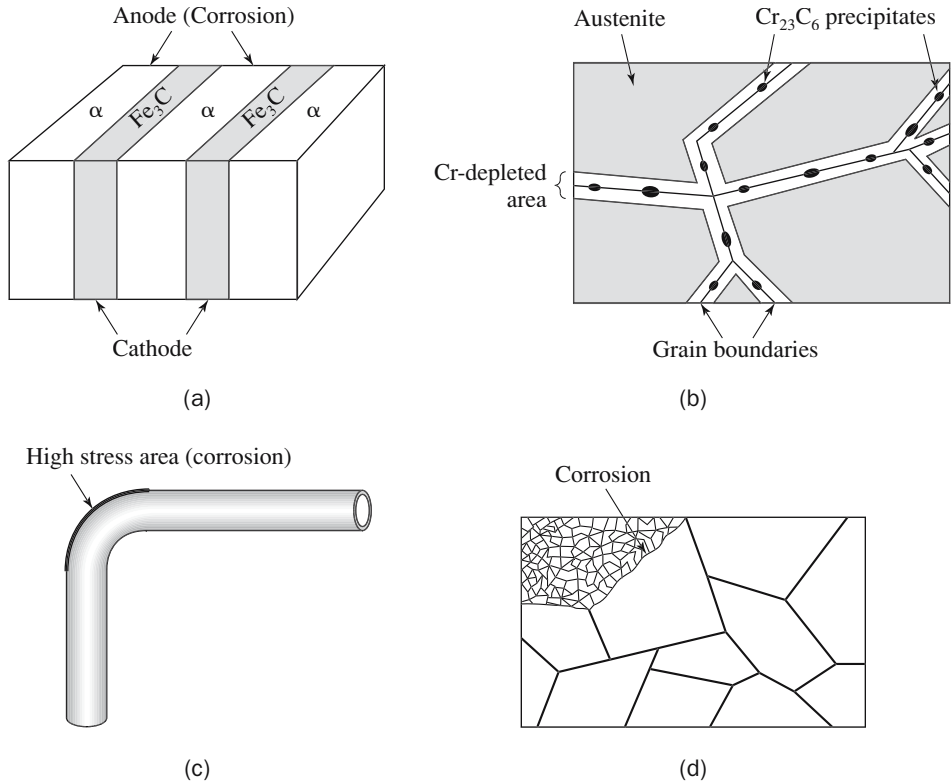 Anode (Corrosion)
α
Fe₃C
α
Fe₃C
α
Cathode
(a)
Austenite
Cr₂₃C₆ precipitates
Cr-depleted
area
Grain boundaries
(b)
High stress area (corrosion)
(c)
Corrosion
(d)